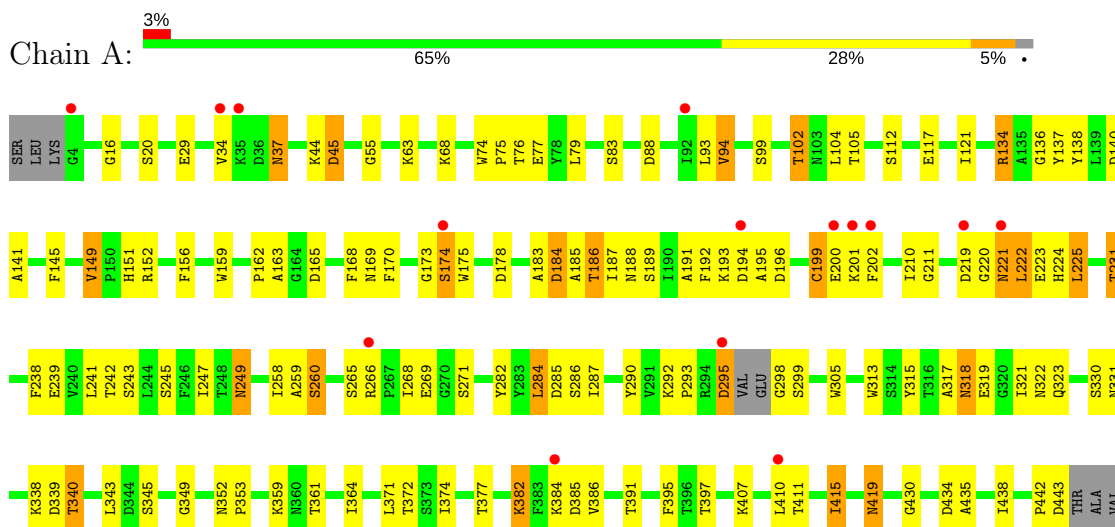 3%
Chain A:
65% 28% 5% •
SER LEU LYS G4 G16 S20 E29 V34 K35 D36 N37 K44 D45 G55 K63 K68 W74 P75 T76 E77 Y78 L79 S83 D88 I92 L93 V94 S99 T102 N103 L104 T105 S112 E117 I121 R134 A135 G136 Y137 Y138 L139 D140
A141 F145 V149 P150 H151 R152 F156 W159 P162 A163 G164 D165 F168 N169 F170 G173 S174 W175 D178 A183 D184 A185 T186 I187 N188 S189 I190 A191 F192 K193 D194 A195 D196 C199 E200 K201 F202 I210 G211 D219 G220 N221 L222 E223 H224 L225 T231
F238 E239 V240 L241 T242 S243 L244 S245 F246 I247 T248 N249 I258 A259 S260 S265 R266 P267 I268 E269 G270 S271 Y282 Y283 L284 D285 S286 I287 Y290 V291 K292 P293 R294 D295 VAL GLU G298 S299 W305 W313 S314 Y315 T316 A317 N318 E319 G320 I321 N322 Q323 S330 N331
K338 D339 T340 L343 D344 S345 G349 N352 P353 K359 N360 T361 I364 L371 T372 S373 I374 T377 K382 F383 K384 D385 V386 T391 F395 T396 T397 K407 L410 T411 I415 N419 G430 D434 A435 I438 P442 D443 THR ALA VAL